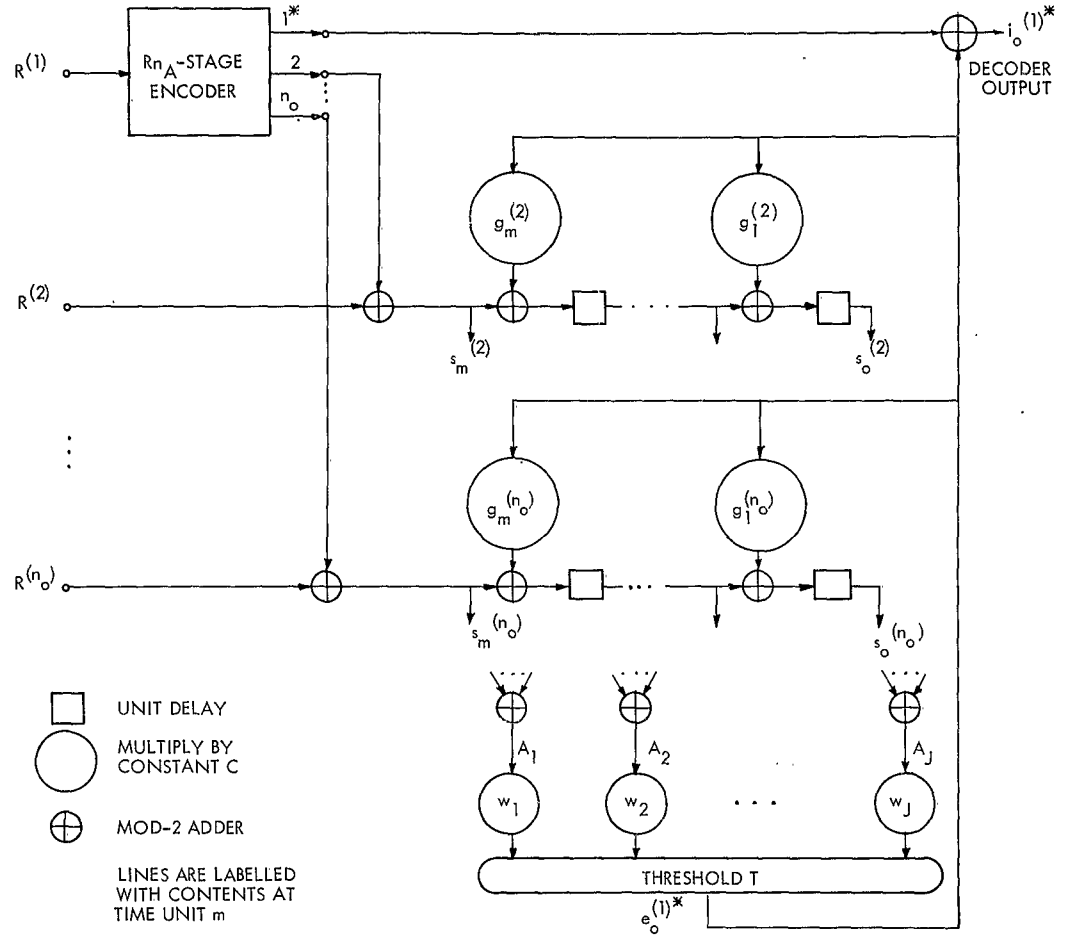 1*
i_o^(1)*
R^(1)
Rn_A-STAGE
ENCODER
2
n_o
DECODER
OUTPUT
g_m^(2)
g_1^(2)
R^(2)
s_m^(2)
s_o^(2)
g_m^(n_o)
g_1^(n_o)
R^(n_o)
s_m^(n_o)
s_o^(n_o)
UNIT DELAY
MULTIPLY BY
CONSTANT C
MOD-2 ADDER
LINES ARE LABELLED
WITH CONTENTS AT
TIME UNIT m
A_1
A_2
A_J
w_1
w_2
w_J
THRESHOLD T
e_o^(1)*